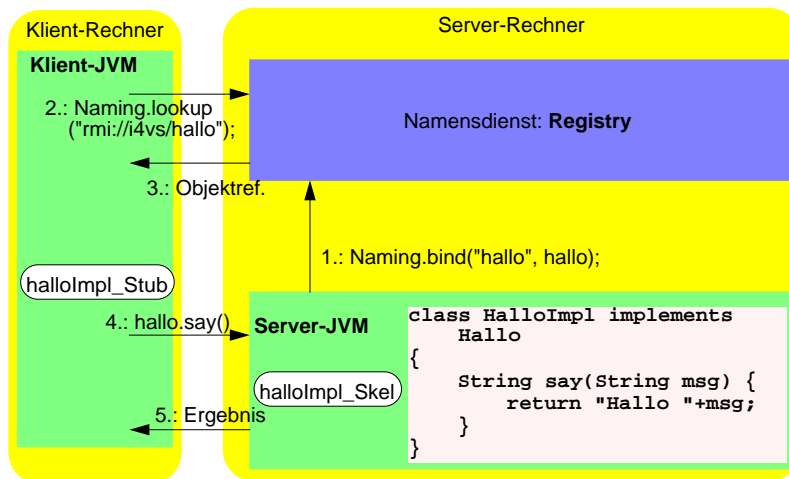 Klient-Rechner
Server-Rechner
Klient-JVM
2.: Naming.lookup
("rmi://i4vs/hallo");
Namensdienst: Registry
3.: Objektref.
1.: Naming.bind("hallo", hallo);
halloImpl_Stub
4.: hallo.say()
Server-JVM
halloImpl_Skel
5.: Ergebnis
class HalloImpl implements
    Hallo
{
    String say(String msg) {
        return "Hallo "+msg;
    }
}